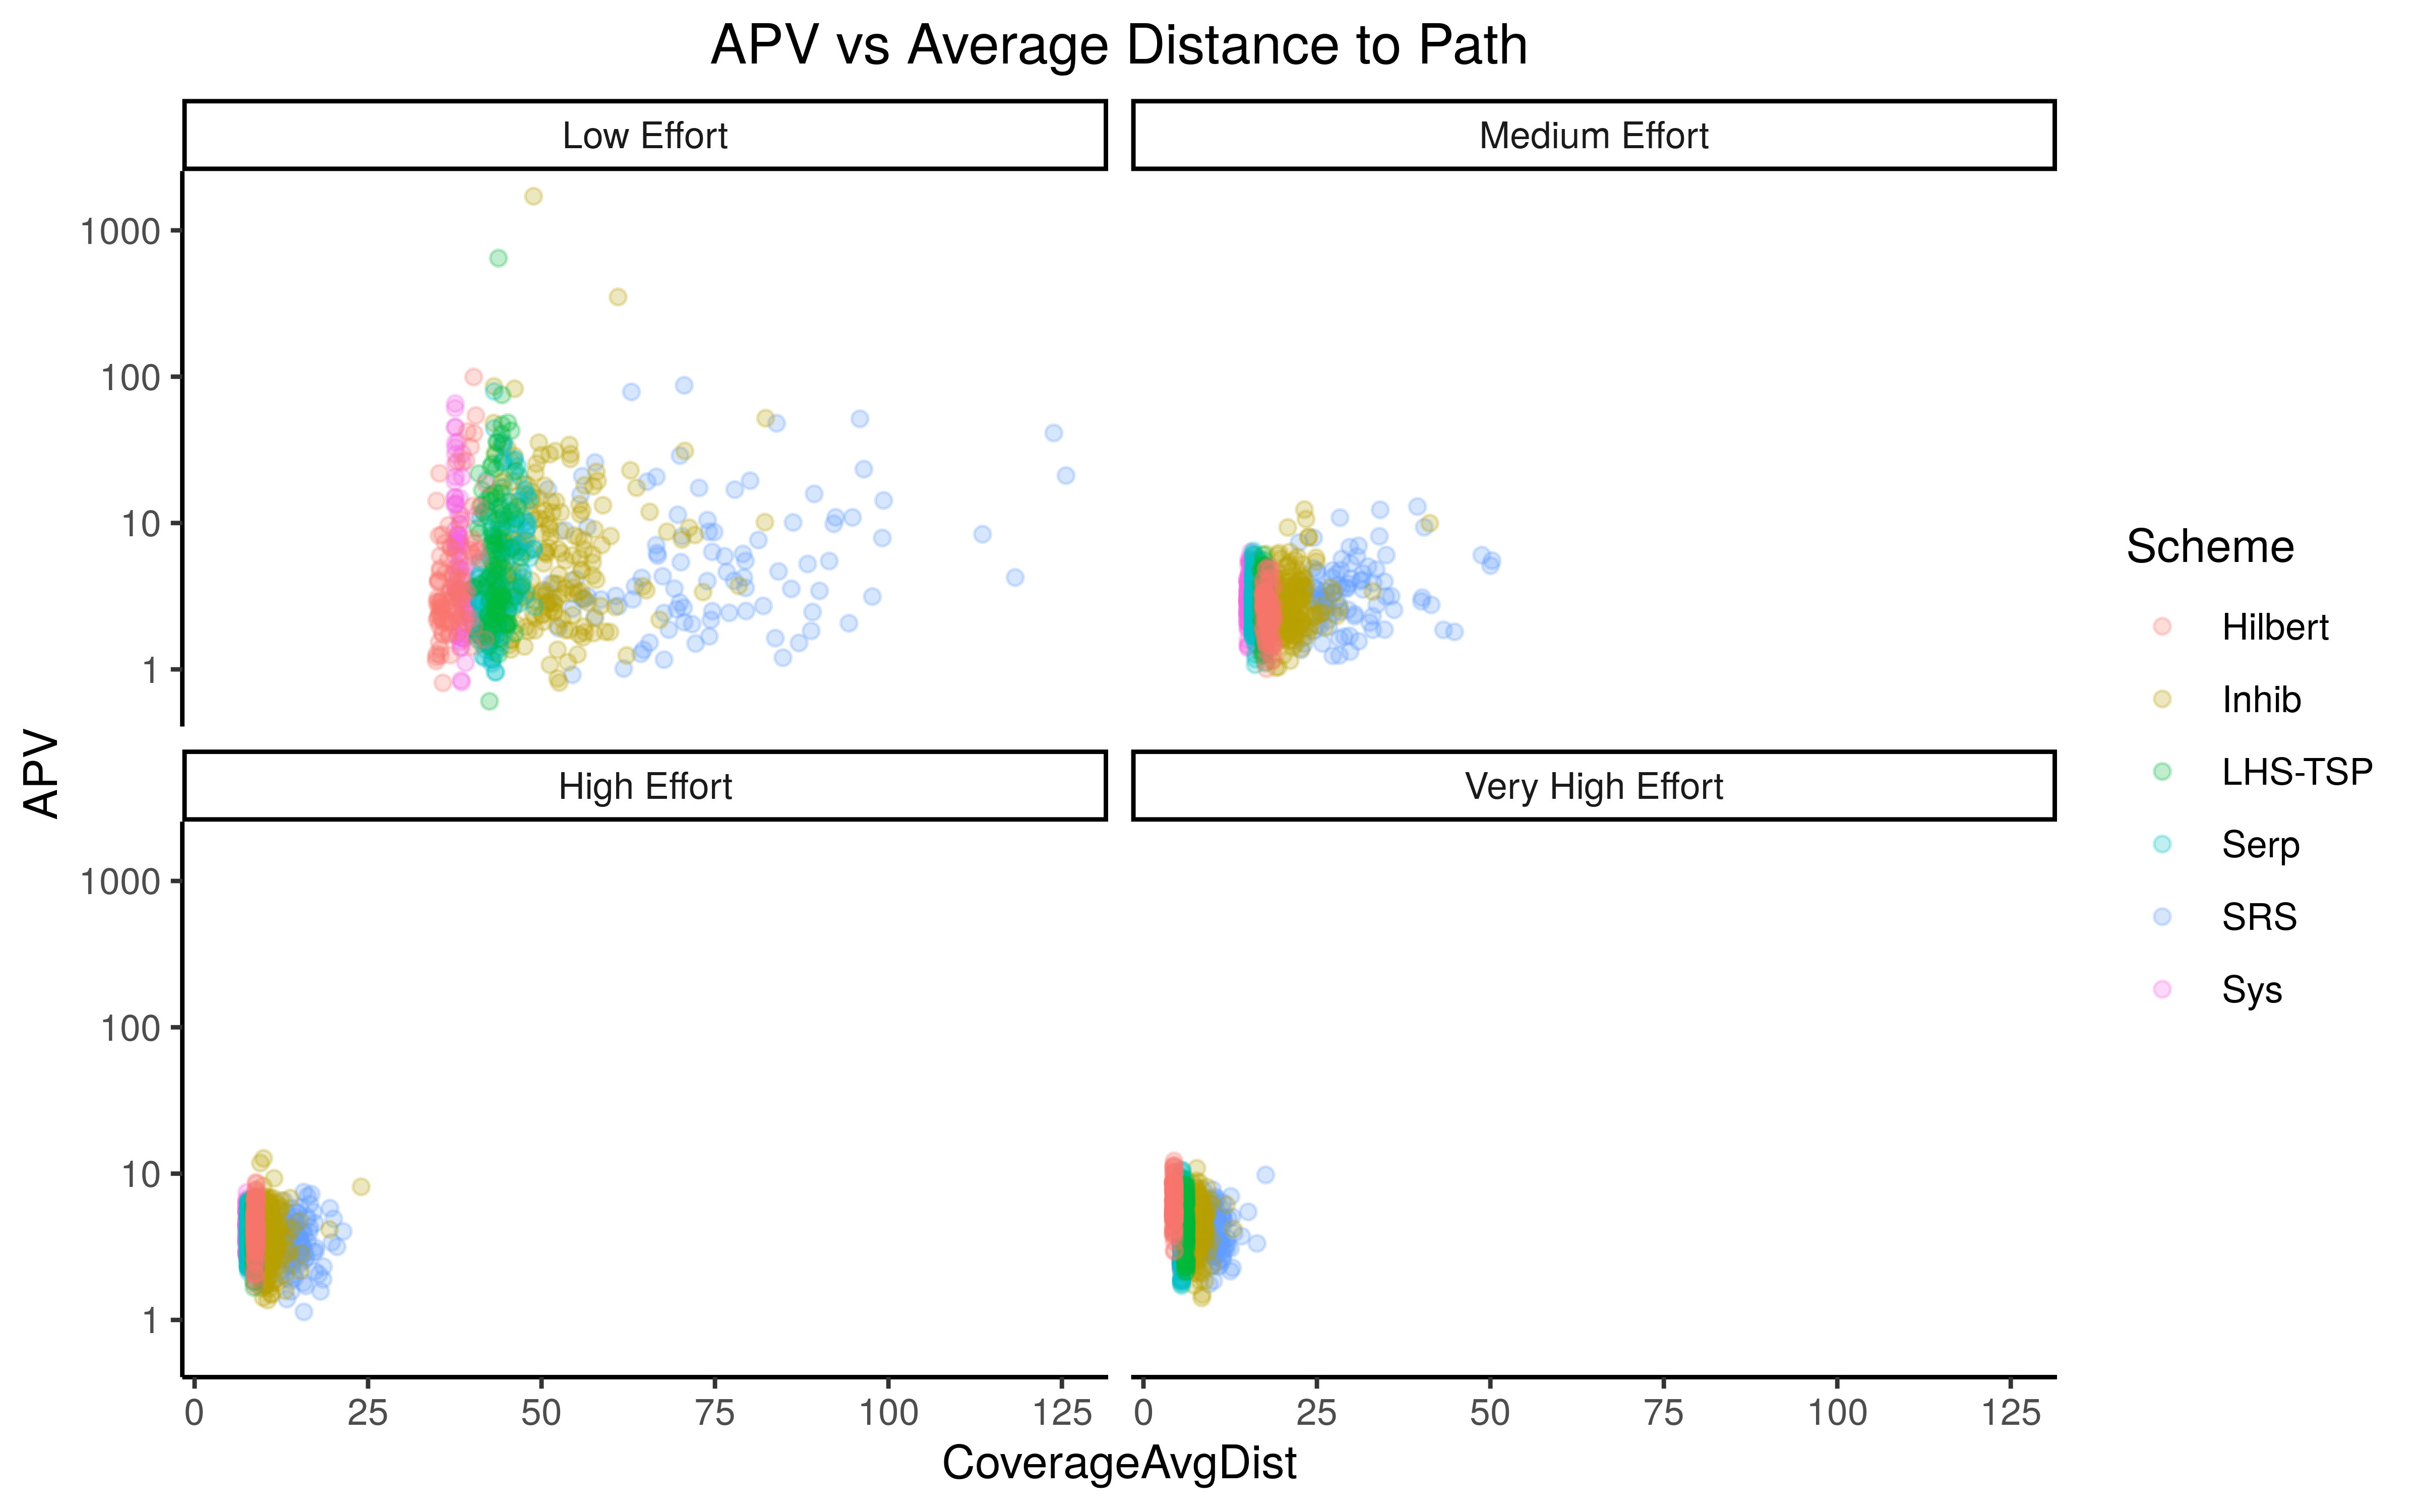 APV vs Average Distance to Path
Low Effort
Medium Effort
1000
100
10
1
High Effort
Very High Effort
1000
100
10
1
0 25 50 75 100 125
0 25 50 75 100 125
CoverageAvgDist
APV
Scheme
Hilbert
Inhib
LHS-TSP
Serp
SRS
Sys